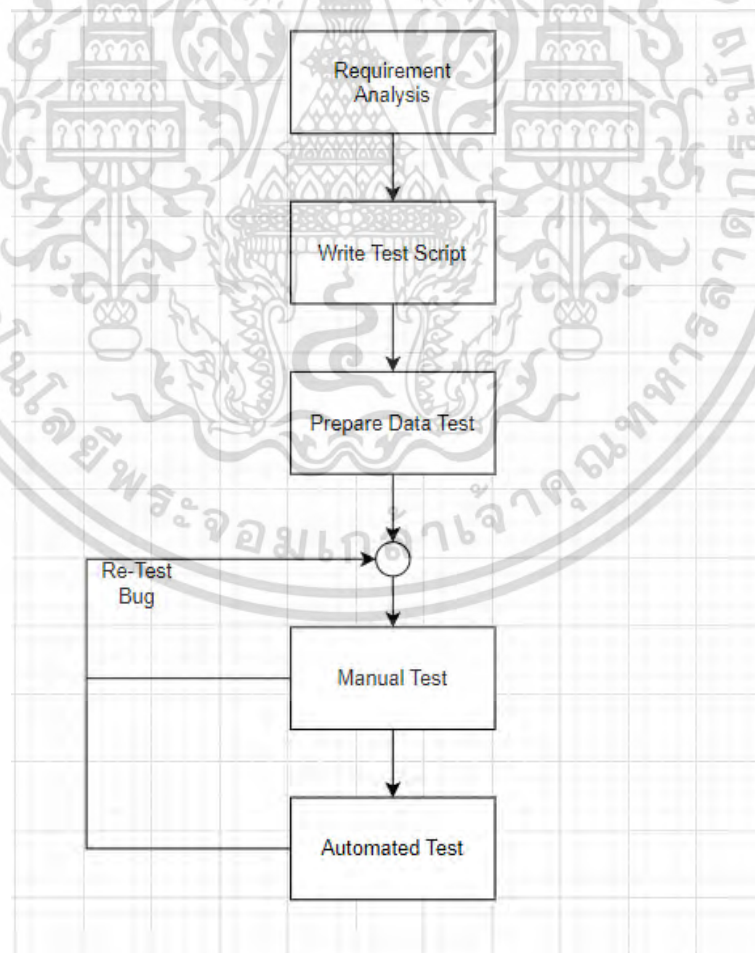 Requirement
Analysis
Write Test Script
Prepare Data Test
Re-Test
Bug
Manual Test
Automated Test